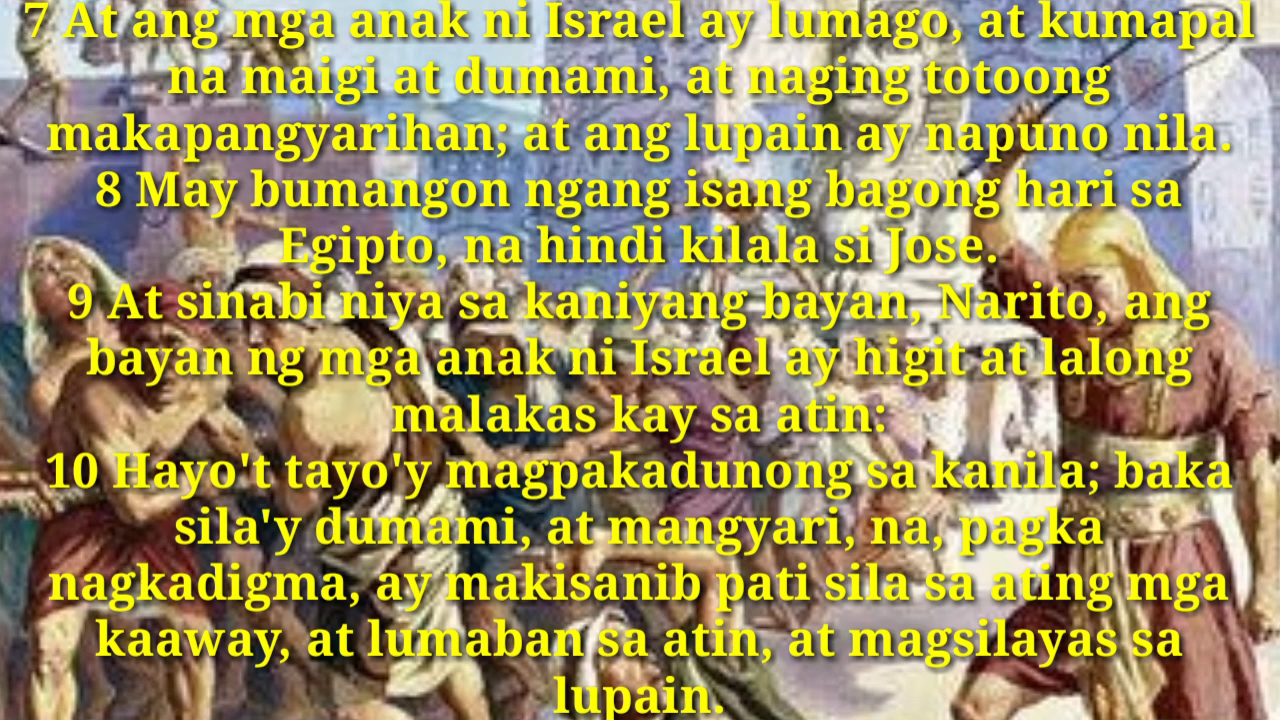 7 At ang mga anak ni Israel ay lumago, at kumapal
na maigi at dumami, at naging totoong
makapangyarihan; at ang lupain ay napuno nila.
8 May bumangon ngang isang bagong hari sa
Egipto, na hindi kilala si Jose.
9 At sinabi niya sa kaniyang bayan, Narito, ang
bayan ng mga anak ni Israel ay higit at lalong
malakas kay sa atin:
10 Hayo't tayo'y magpakadunong sa kanila; baka
sila'y dumami, at mangyari, na, pagka
nagkadigma, ay makisanib pati sila sa ating mga
kaaway, at lumaban sa atin, at magsilayas sa
lupain.